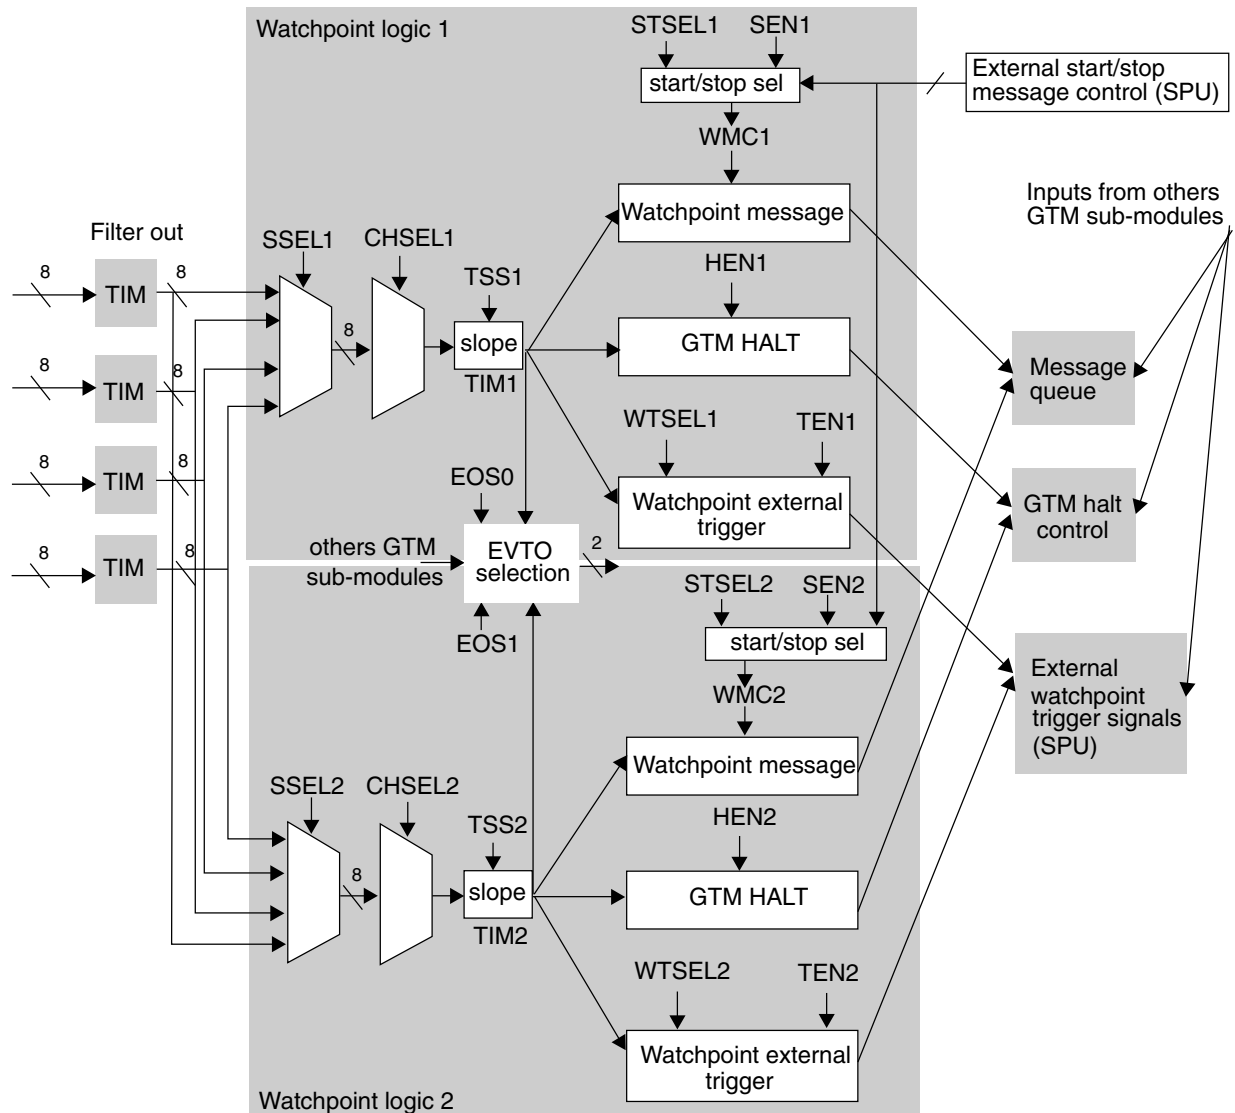 Watchpoint logic 1
STSEL1
SEN1
start/stop sel
External start/stop
message control (SPU)
WMC1
Inputs from others
GTM sub-modules
Watchpoint message
Filter out
SSEL1
CHSEL1
TSS1
HEN1
8
TIM
8
8
slope
TIM1
GTM HALT
Message
queue
8
TIM
8
WTSEL1
TEN1
8
TIM
8
EOS0
Watchpoint external
trigger
GTM halt
control
8
TIM
8
others GTM
sub-modules
EVTO
selection
2
EOS1
STSEL2
SEN2
start/stop sel
WMC2
External
watchpoint
trigger signals
(SPU)
Watchpoint message
SSEL2
CHSEL2
TSS2
HEN2
8
slope
TIM2
GTM HALT
WTSEL2
TEN2
Watchpoint external
trigger
Watchpoint logic 2